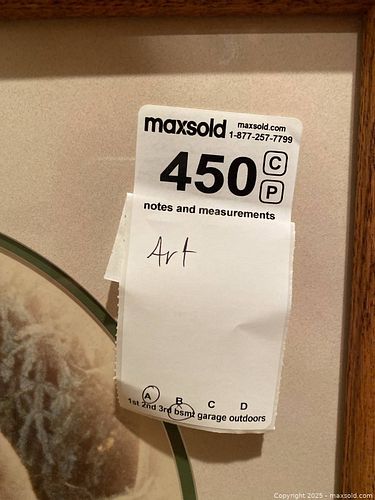 maxsold maxsold.com
1-877-257-7799
450 C
P
notes and measurements
Art
A B C D
1st 2nd 3rd bsmt garage outdoors
Copyright 2025 - maxsold.com